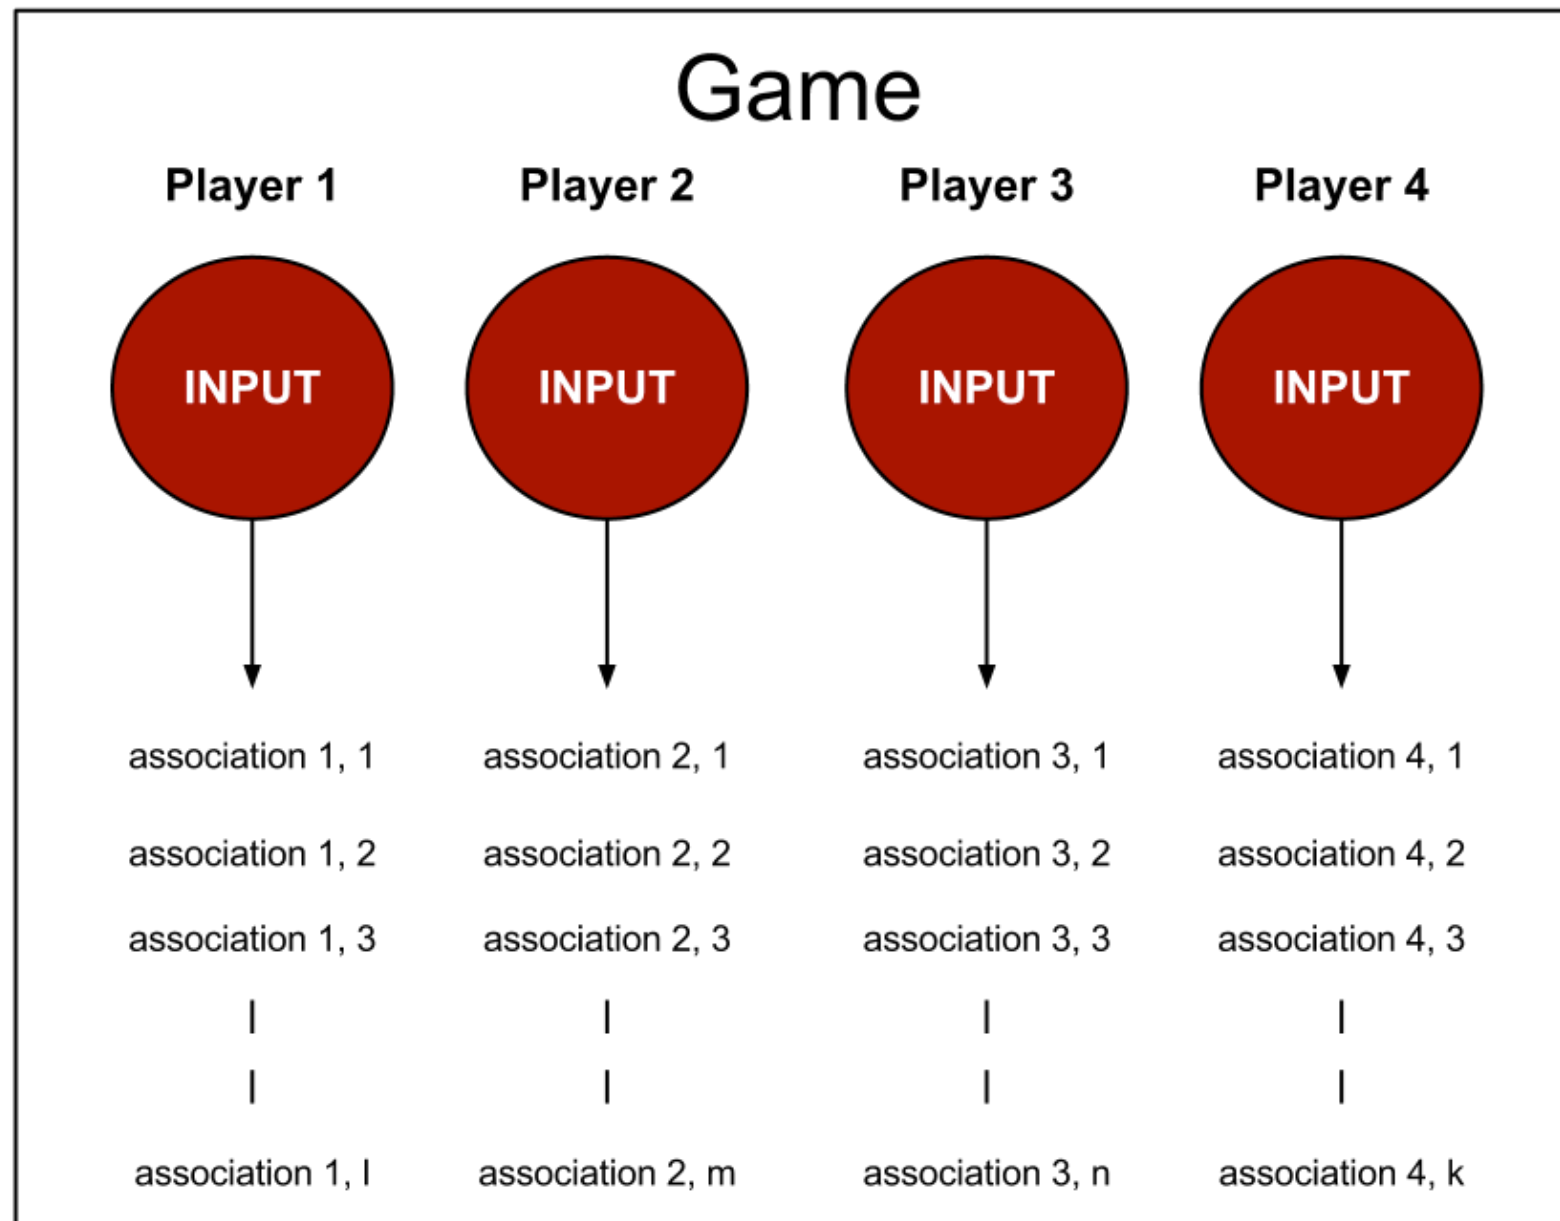 Game
Player 1 Player 2 Player 3 Player 4
INPUT INPUT INPUT INPUT
association 1, 1 association 2, 1 association 3, 1 association 4, 1
association 1, 2 association 2, 2 association 3, 2 association 4, 2
association 1, 3 association 2, 3 association 3, 3 association 4, 3
association 1, l association 2, m association 3, n association 4, k